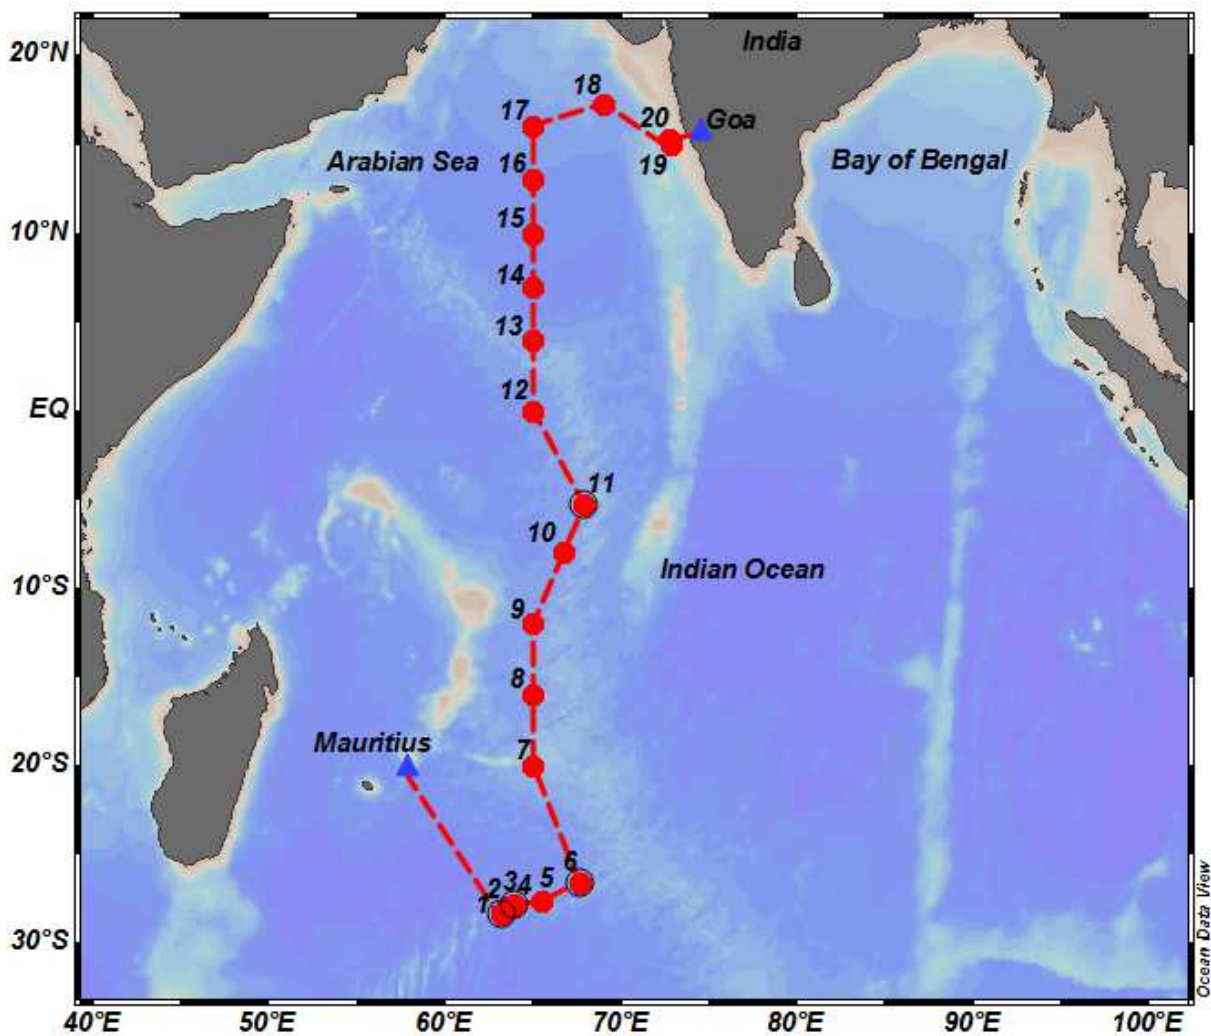 20°N
India
18
17
20
Goa
Arabian Sea
16
19
Bay of Bengal
15
10°N
14
13
12
EQ
11
10
Indian Ocean
10°S
9
8
Mauritius
7
20°S
6
5
2
3
4
1
30°S
40°E
50°E
60°E
70°E
80°E
90°E
100°E
Ocean Data View